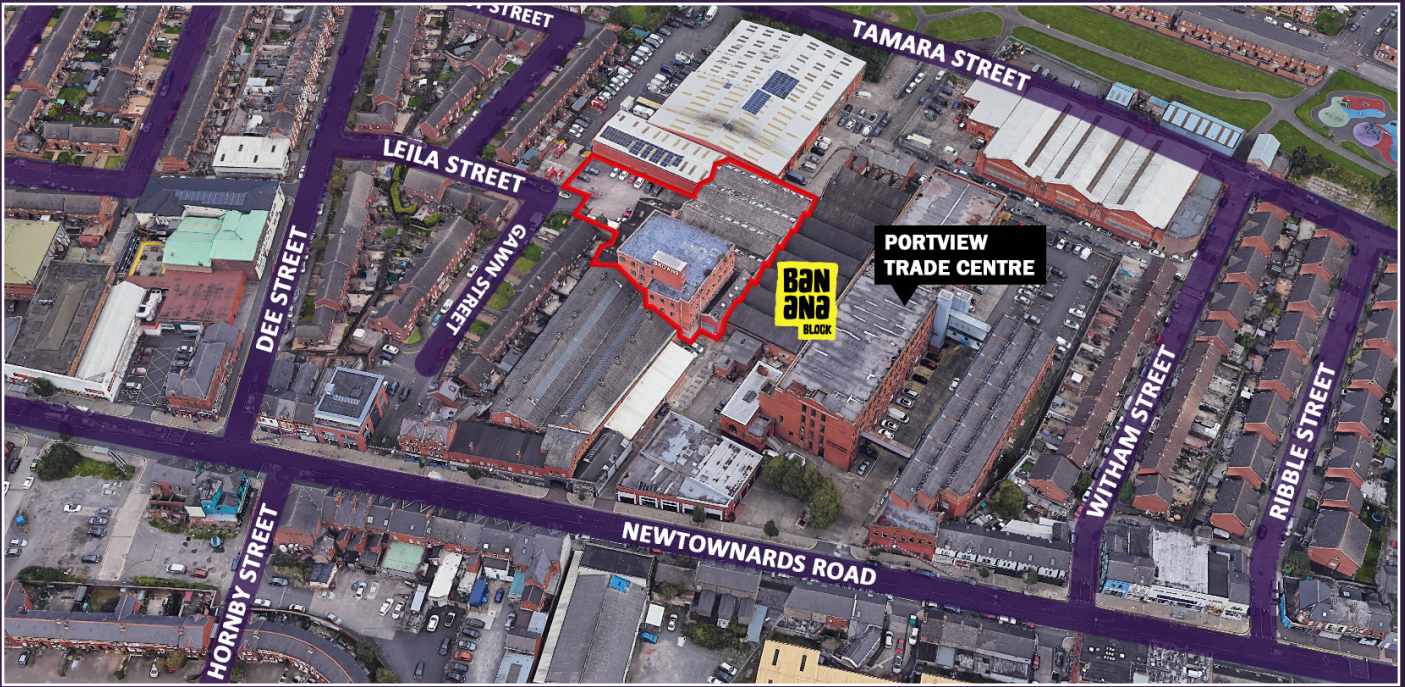 TAMARA STREET
LEILA STREET
GAWN STREET
DEE STREET
PORTVIEW
TRADE CENTRE
BAN
ANA
BLOCK
WITHAM STREET
RIBBLE STREET
NEWTOWNARDS ROAD
HORNBY STREET
STREET